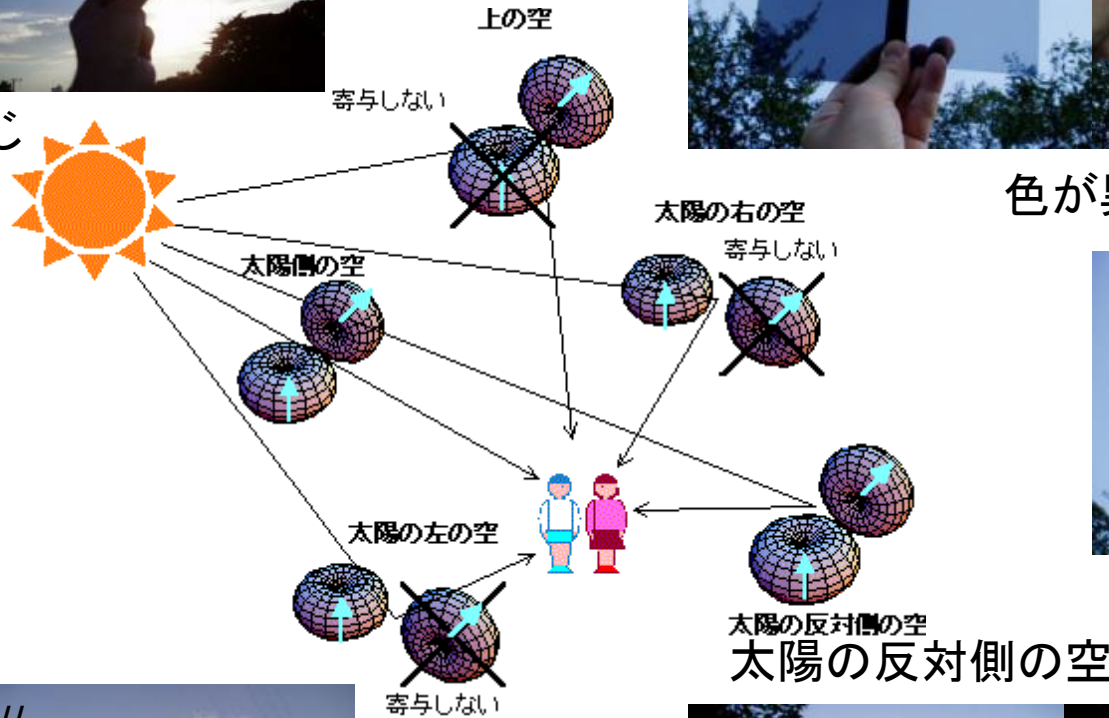 上の空
寄与しない
じ
色が
太陽の右の空
寄与しない
太陽側の空
太陽の左の空
太陽の反対側の空
太陽の反対側の空
寄与しない